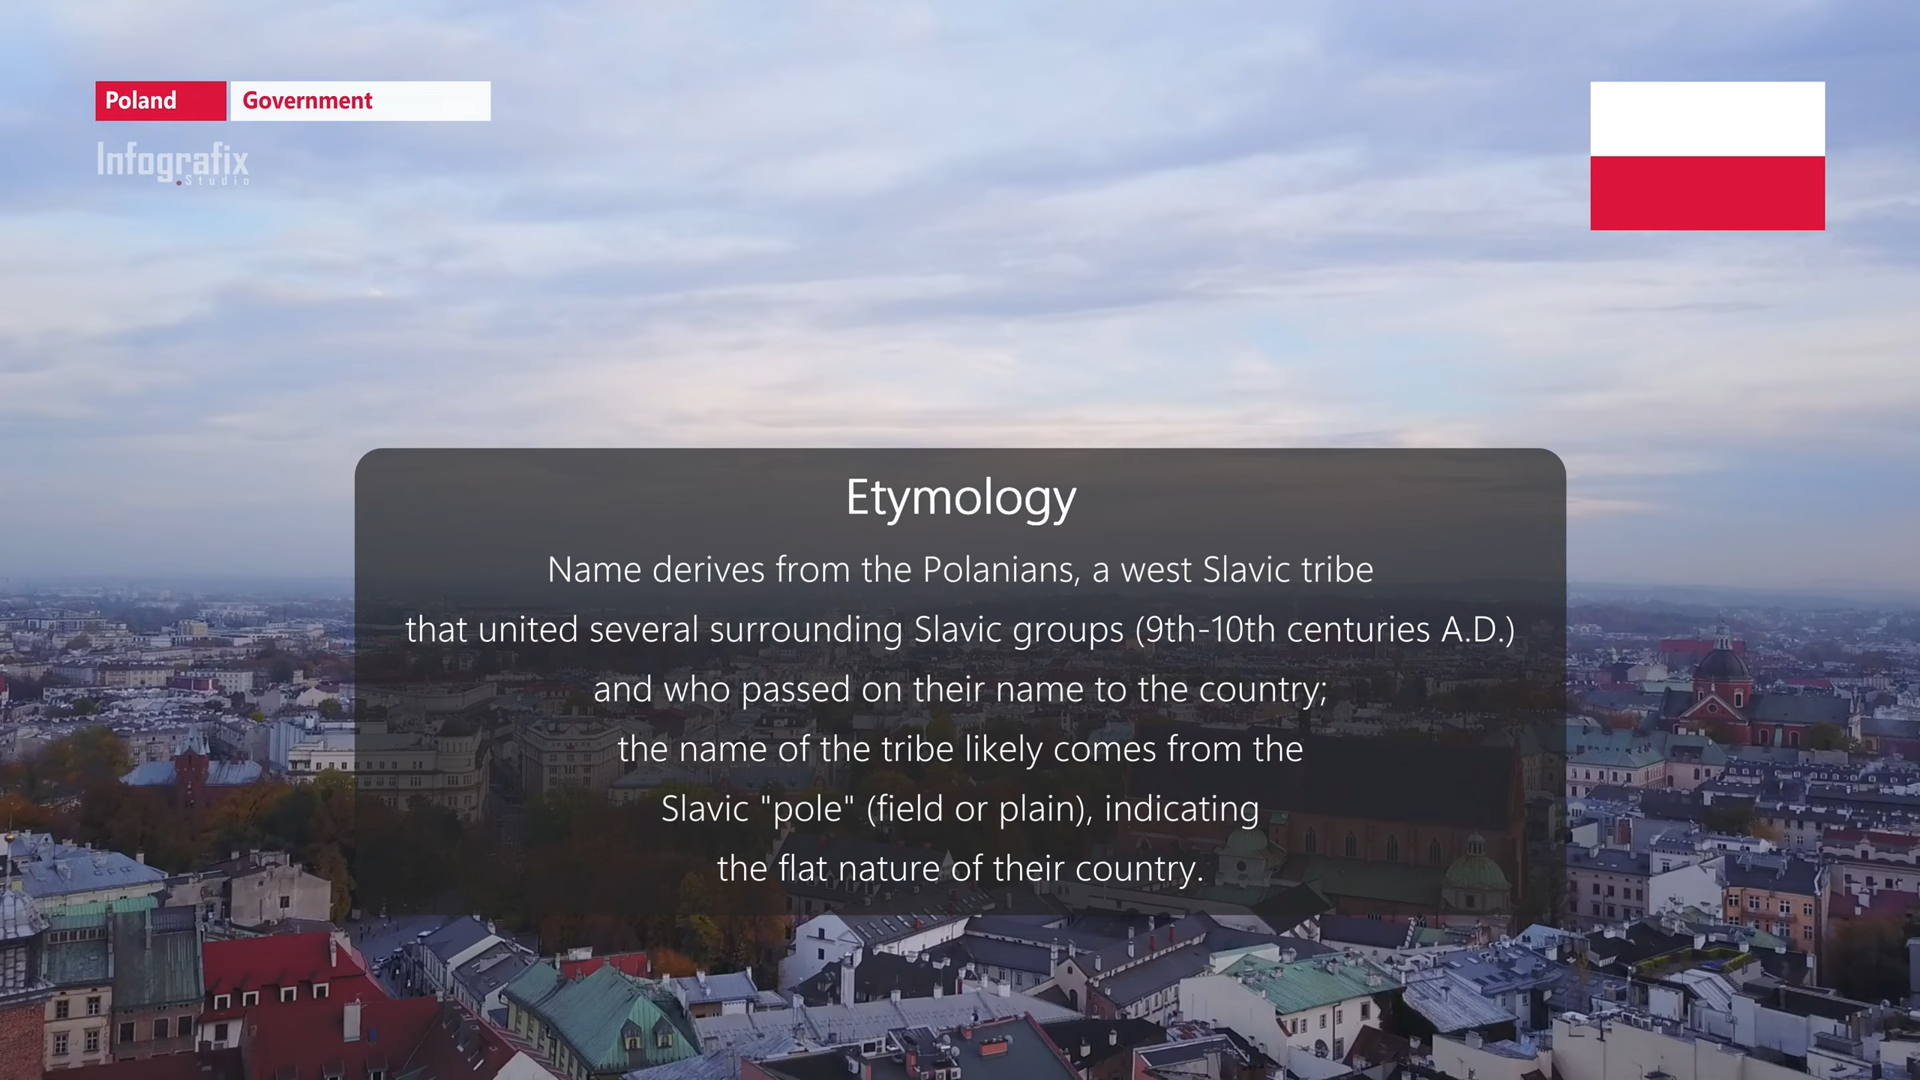 Poland
Government
Infografix
.Studio
Etymology
Name derives from the Polanians, a west Slavic tribe
that united several surrounding Slavic groups (9th-10th centuries A.D.)
and who passed on their name to the country;
the name of the tribe likely comes from the
Slavic "pole" (field or plain), indicating
the flat nature of their country.